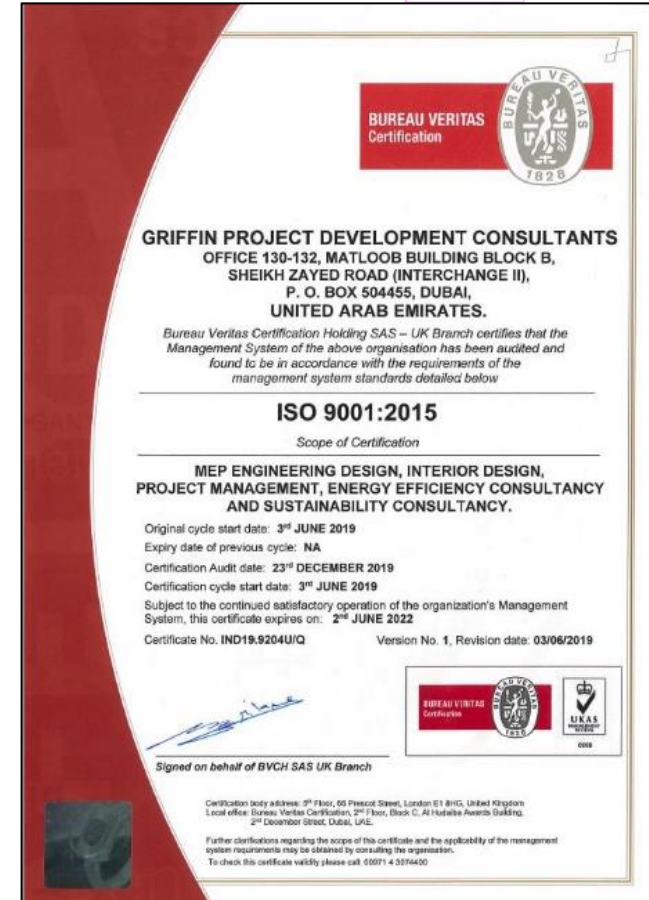 BUREAU VERITAS
Certification
BUREAU VERITAS
1828
GRIFFIN PROJECT DEVELOPMENT CONSULTANTS
OFFICE 130-132, MATLOOB BUILDING BLOCK B,
SHEIKH ZAYED ROAD (INTERCHANGE II),
P. O. BOX 504455, DUBAI,
UNITED ARAB EMIRATES.
Bureau Veritas Certification Holding SAS – UK Branch certifies that the
Management System of the above organisation has been audited and
found to be in accordance with the requirements of the
management system standards detailed below
ISO 9001:2015
Scope of Certification
MEP ENGINEERING DESIGN, INTERIOR DESIGN,
PROJECT MANAGEMENT, ENERGY EFFICIENCY CONSULTANCY
AND SUSTAINABILITY CONSULTANCY.
Original cycle start date: 3rd JUNE 2019
Expiry date of previous cycle: NA
Certification Audit date: 23rd DECEMBER 2019
Certification cycle start date: 3rd JUNE 2019
Subject to the continued satisfactory operation of the organization's Management
System, this certificate expires on: 2nd JUNE 2022
Certificate No. IND19.9204U/Q Version No. 1, Revision date: 03/06/2019
BUREAU VERITAS
Certification
BUREAU VERITAS
1828
UKAS
MANAGEMENT
SYSTEMS
0008
Signed on behalf of BVCH SAS UK Branch
Certification body address: 5th Floor, 66 Prescot Street, London E1 8HG, United Kingdom
Local office: Bureau Veritas Certification, 2nd Floor, Block C, Al Hudaiba Awards Building,
2nd December Street, Dubai, UAE.
Further clarifications regarding the scope of this certificate and the applicability of the management
system requirements may be obtained by consulting the organisation.
To check this certificate validity please call: 00971 4 3074400